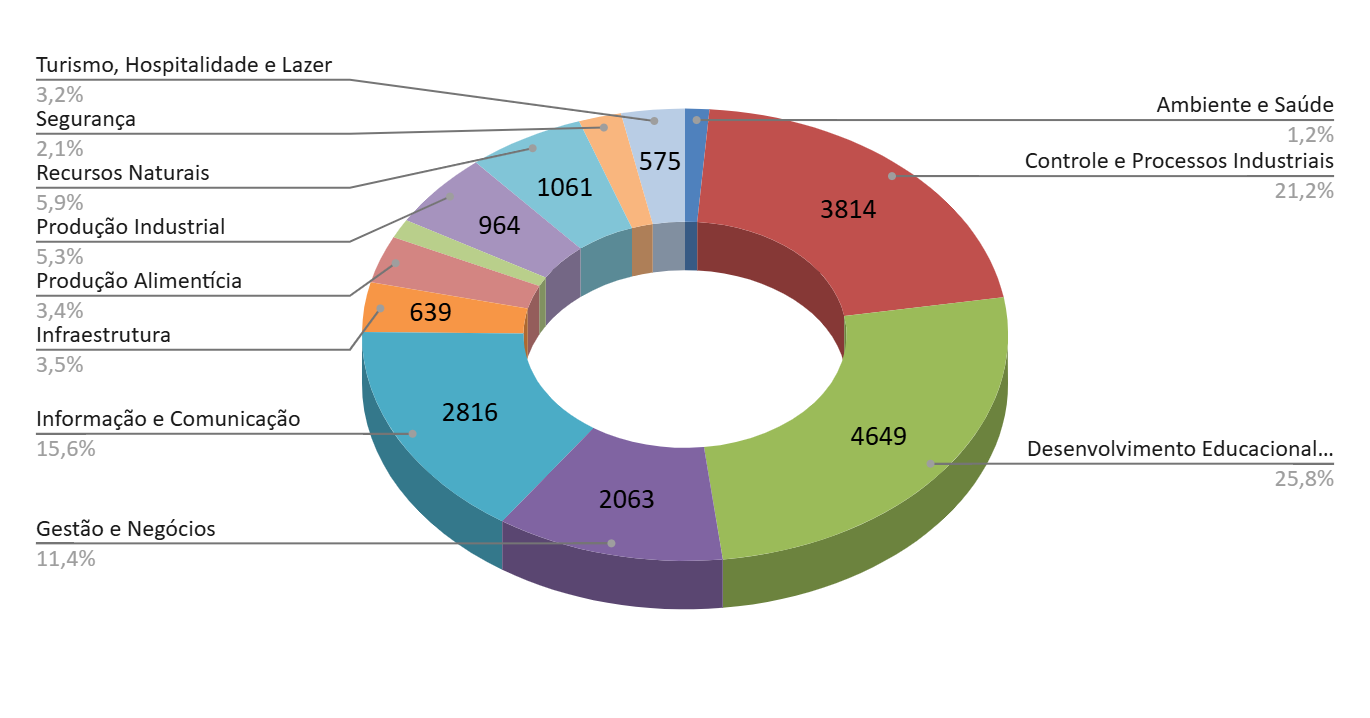 Turismo, Hospitalidade e Lazer
3,2%
Segurança
2,1%
Recursos Naturais
5,9%
Produção Industrial
5,3%
Produção Alimentícia
3,4%
Infraestrutura
3,5%
Informação e Comunicação
15,6%
Gestão e Negócios
11,4%
Ambiente e Saúde
1,2%
Controle e Processos Industriais
21,2%
Desenvolvimento Educacional...
25,8%
575
1061
964
639
2816
2063
4649
3814